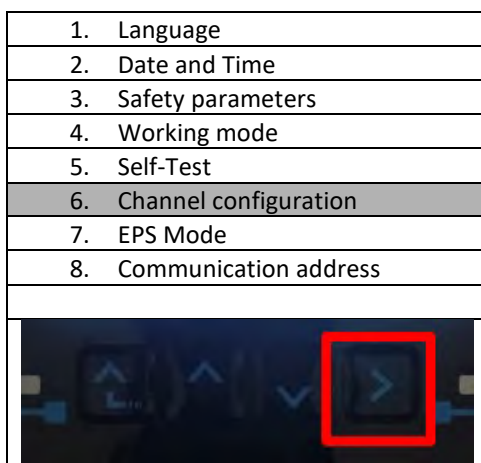 1. Language
2. Date and Time
3. Safety parameters
4. Working mode
5. Self-Test
6. Channel configuration
7. EPS Mode
8. Communication address